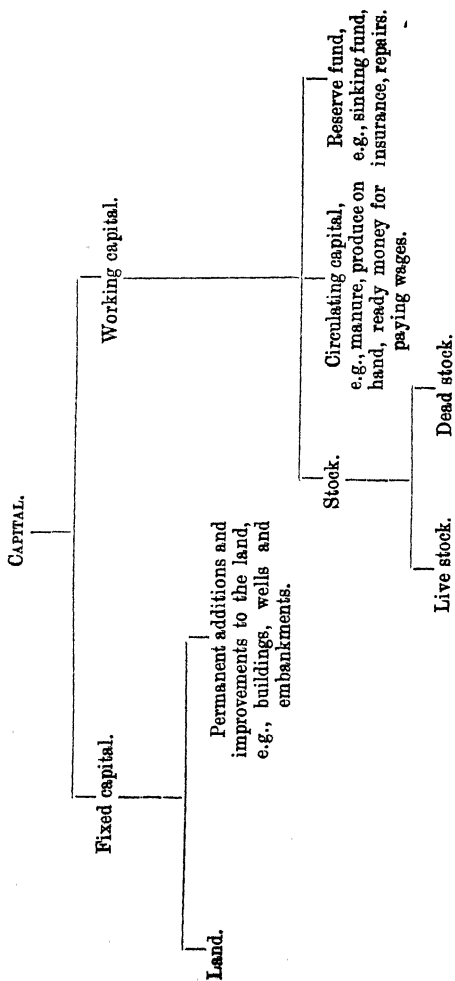 CAPITAL.
Fixed capital.
Working capital.
Land.
Permanent additions and
improvements to the land,
e.g., buildings, wells and
embankments.
Stock.
Circulating capital,
e.g., manure, produce on
hand, ready money for
paying wages.
Reserve fund,
e.g., sinking fund,
insurance, repairs.
Live stock.
Dead stock.